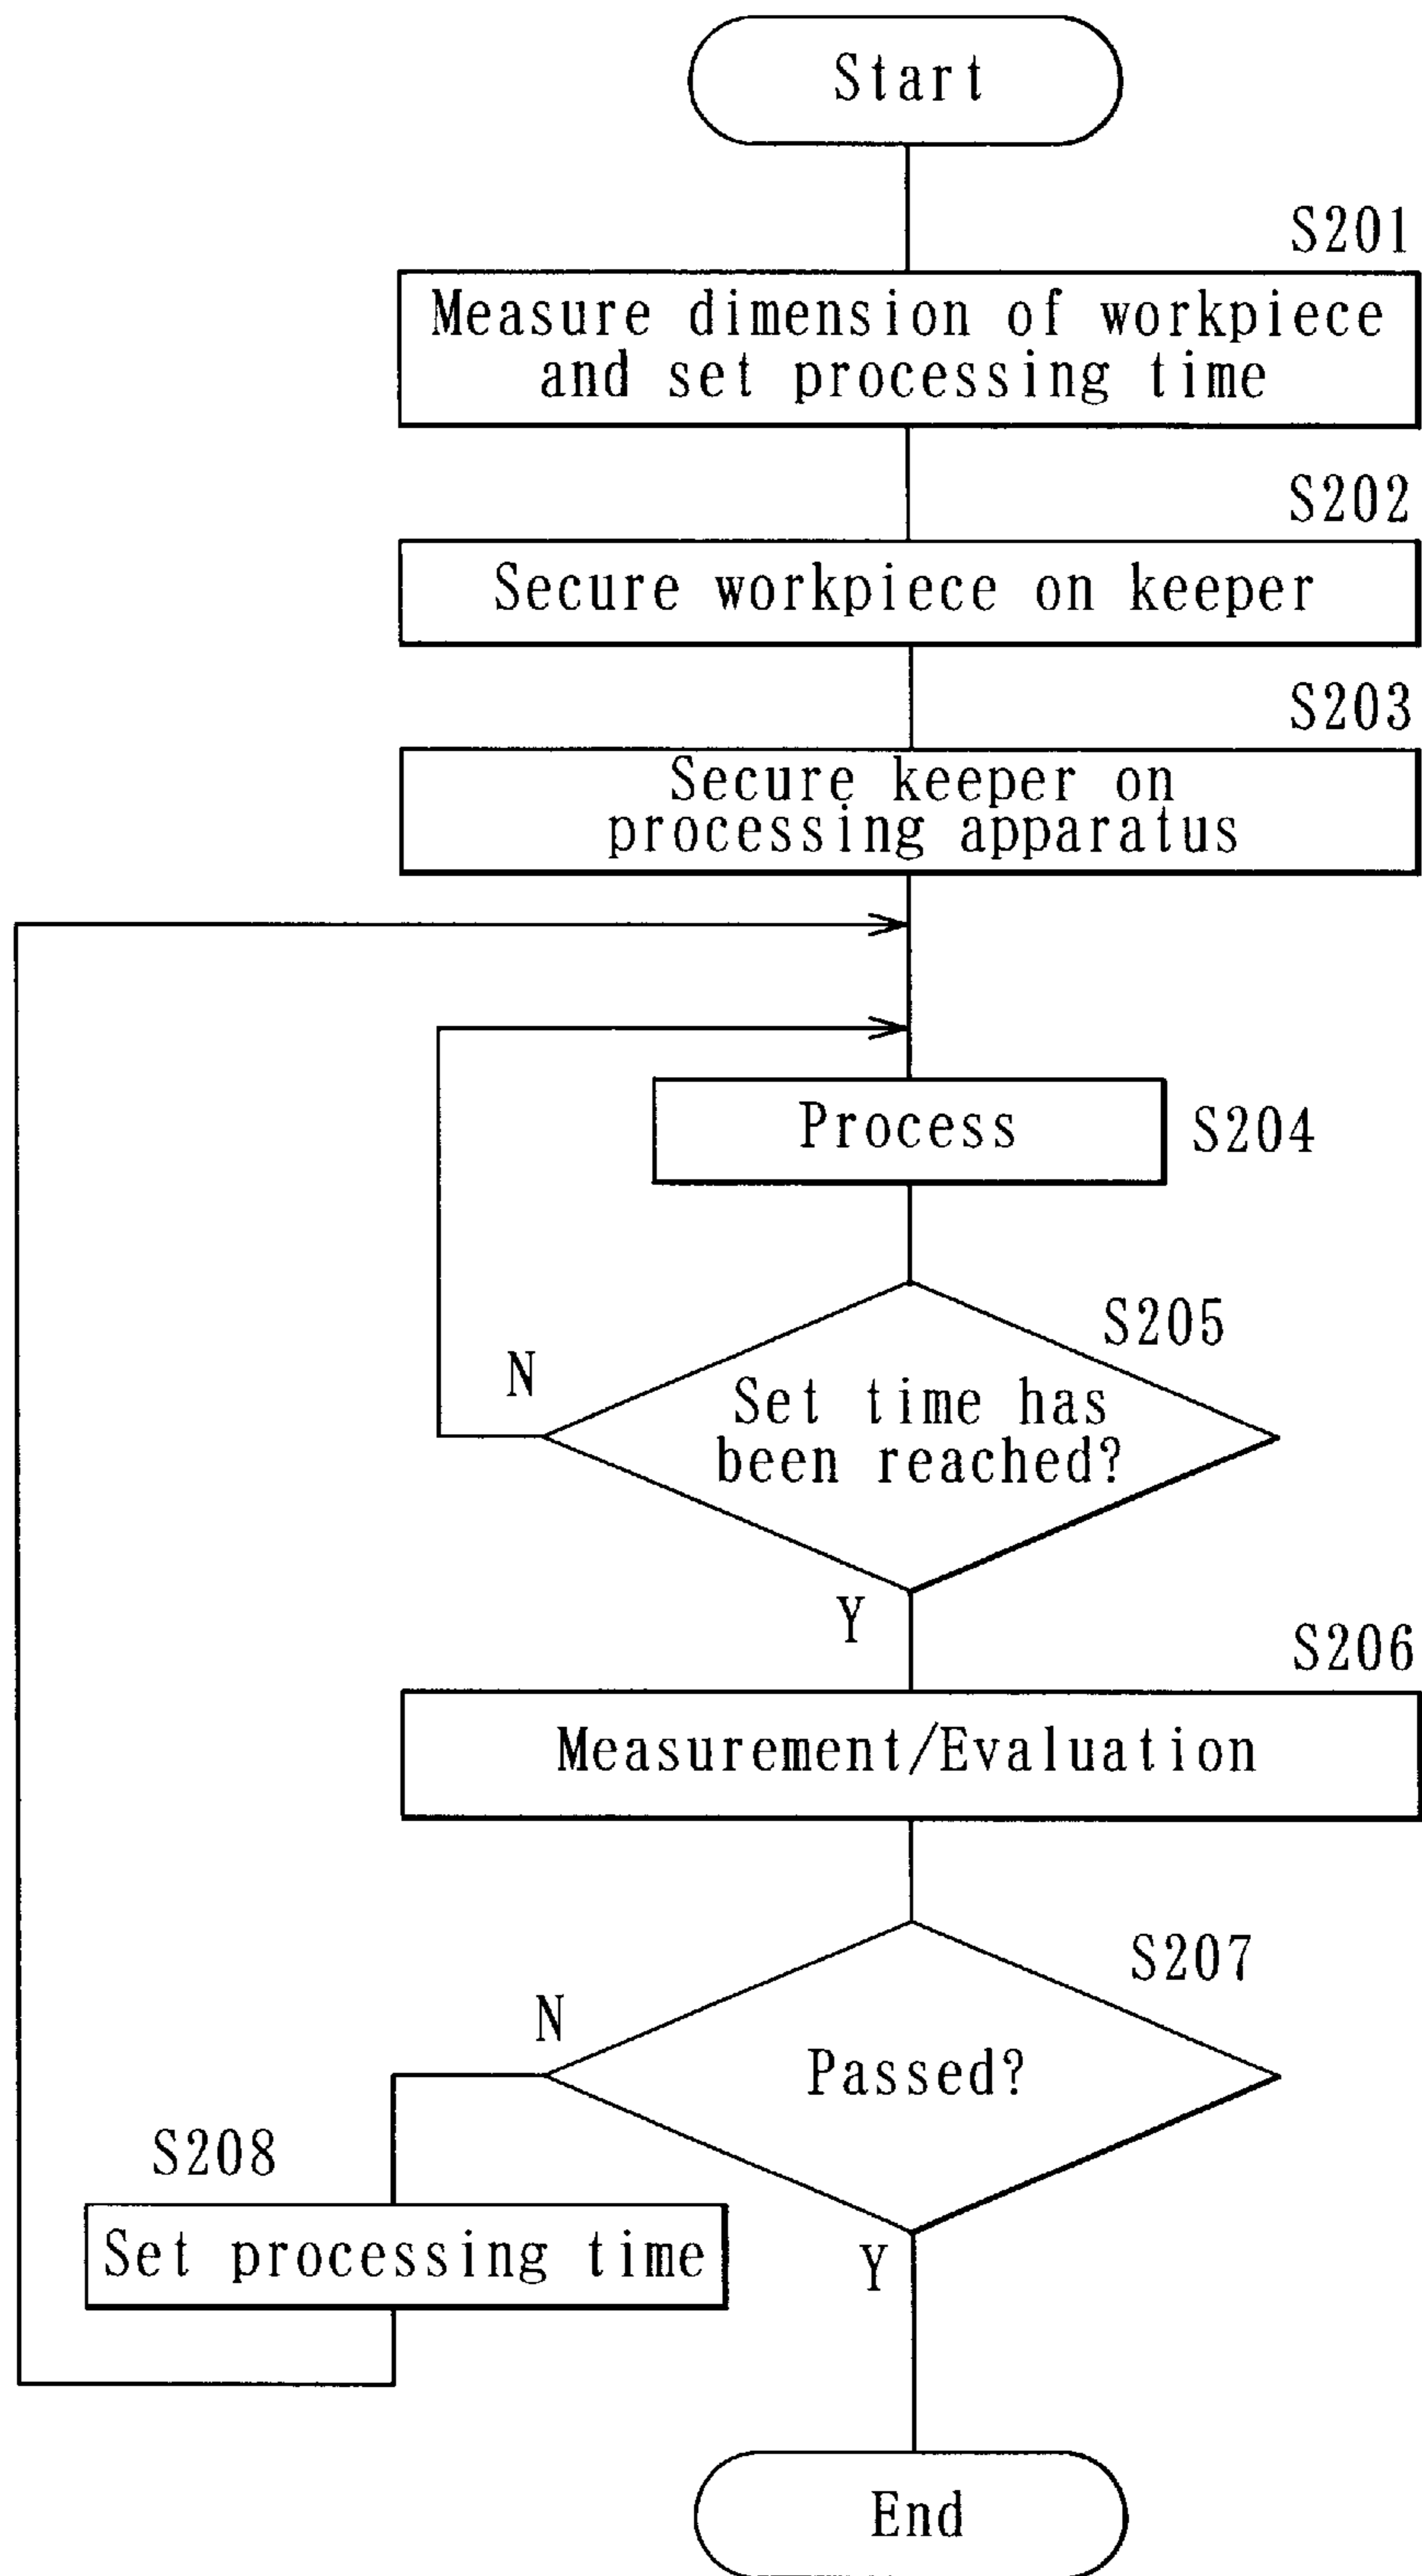 Start
S201
Measure dimension of workpiece
and set processing time
S202
Secure workpiece on keeper
S203
Secure keeper on
processing apparatus
Process
S204
S205
N
Set time has
been reached?
Y
S206
Measurement/Evaluation
S207
N
Passed?
S208
Set processing time
Y
End